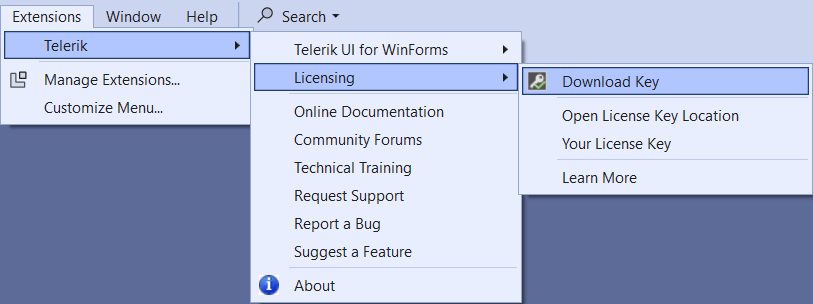 Extensions Window Help Search
Telerik
Manage Extensions...
Customize Menu...
Telerik UI for WinForms
Licensing
Online Documentation
Community Forums
Technical Training
Request Support
Report a Bug
Suggest a Feature
About
Download Key
Open License Key Location
Your License Key
Learn More